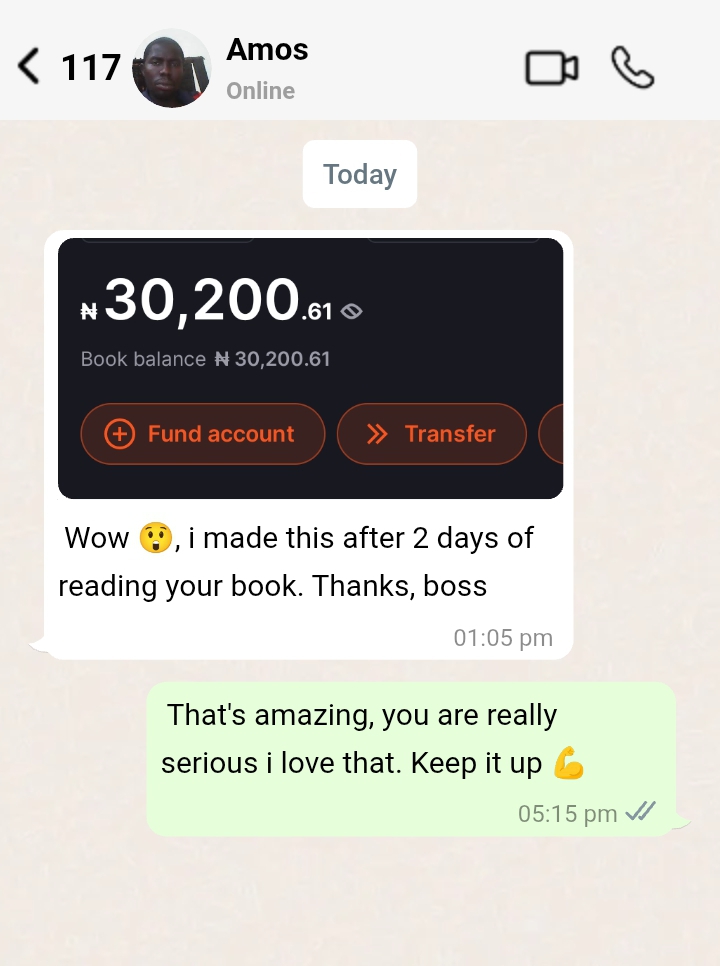 117 Amos
Online
Today
₦30,200.61
Book balance ₦ 30,200.61
Fund account Transfer
Wow 😲, i made this after 2 days of
reading your book. Thanks, boss
01:05 pm
That's amazing, you are really
serious i love that. Keep it up 💪
05:15 pm